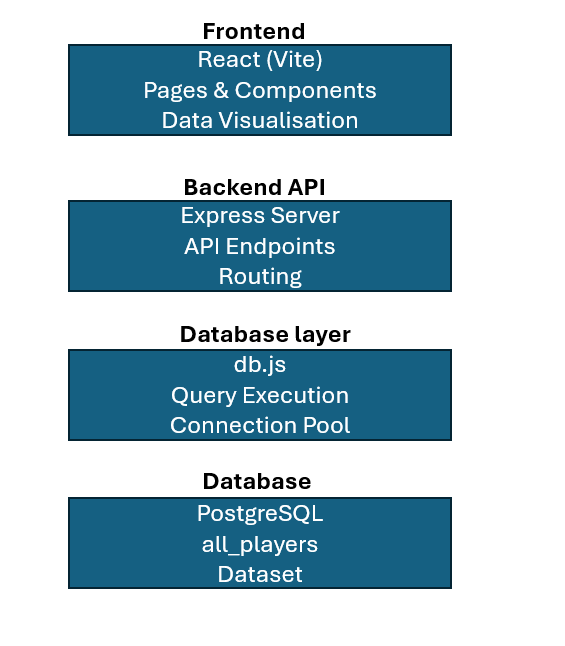 Frontend
React (Vite)
Pages & Components
Data Visualisation
Backend API
Express Server
API Endpoints
Routing
Database layer
db.js
Query Execution
Connection Pool
Database
PostgreSQL
all_players
Dataset